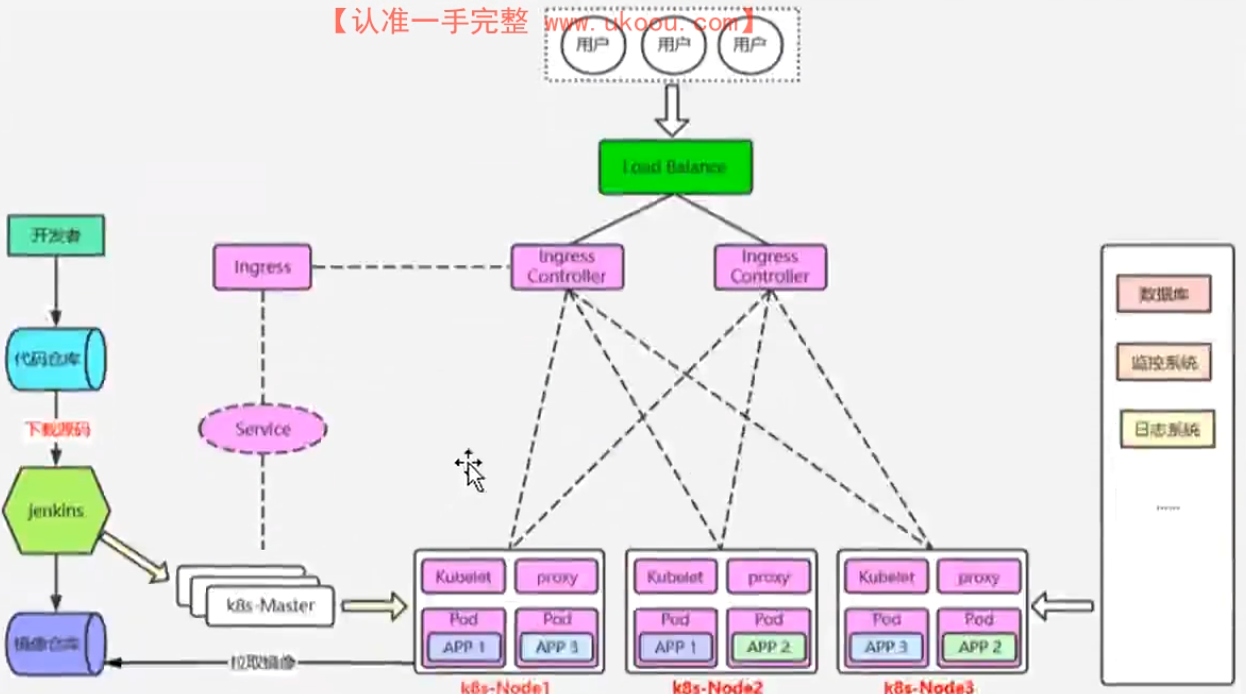 【认准一手完整 www.ukoou.com】
用户 用户 用户
Load Balance
开发者
Ingress
Ingress
Controller
Ingress
Controller
数据库
代码仓库
监控系统
下载源码
Service
日志系统
Jenkins
······
k8s-Master
Kubelet proxy
Kubelet proxy
Kubelet proxy
Pod Pod
Pod Pod
Pod Pod
APP 1 APP 3
APP 1 APP 2
APP 3 APP 2
镜像仓库
拉取镜像
k8s-Node1
k8s-Node2
k8s-Node3